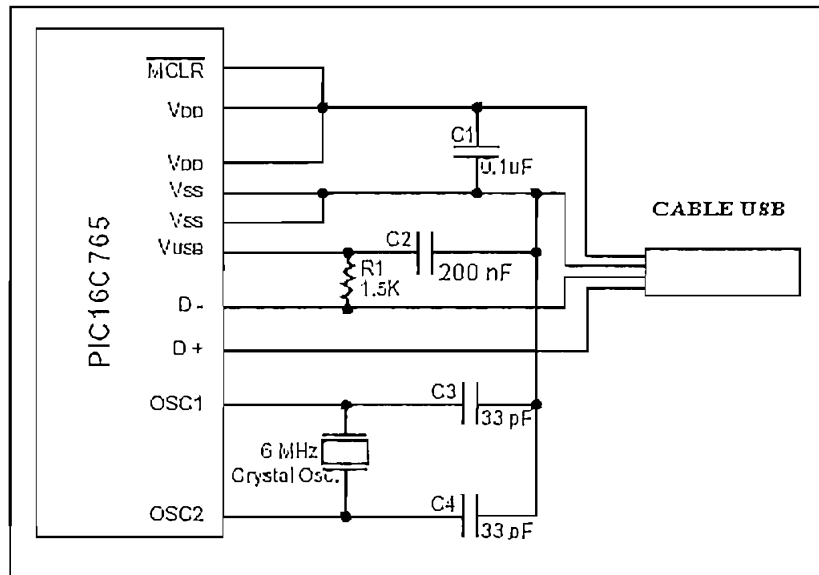 MCLR
VDD
VDD
VSS
VSS
VUSB
D -
D +
OSC1
OSC2
PIC16C765
C1
0.1uF
C2
200 nF
R1
1.5K
CABLE USB
C3
33 pF
6 MHz
Crystal Osc.
C4
33 pF